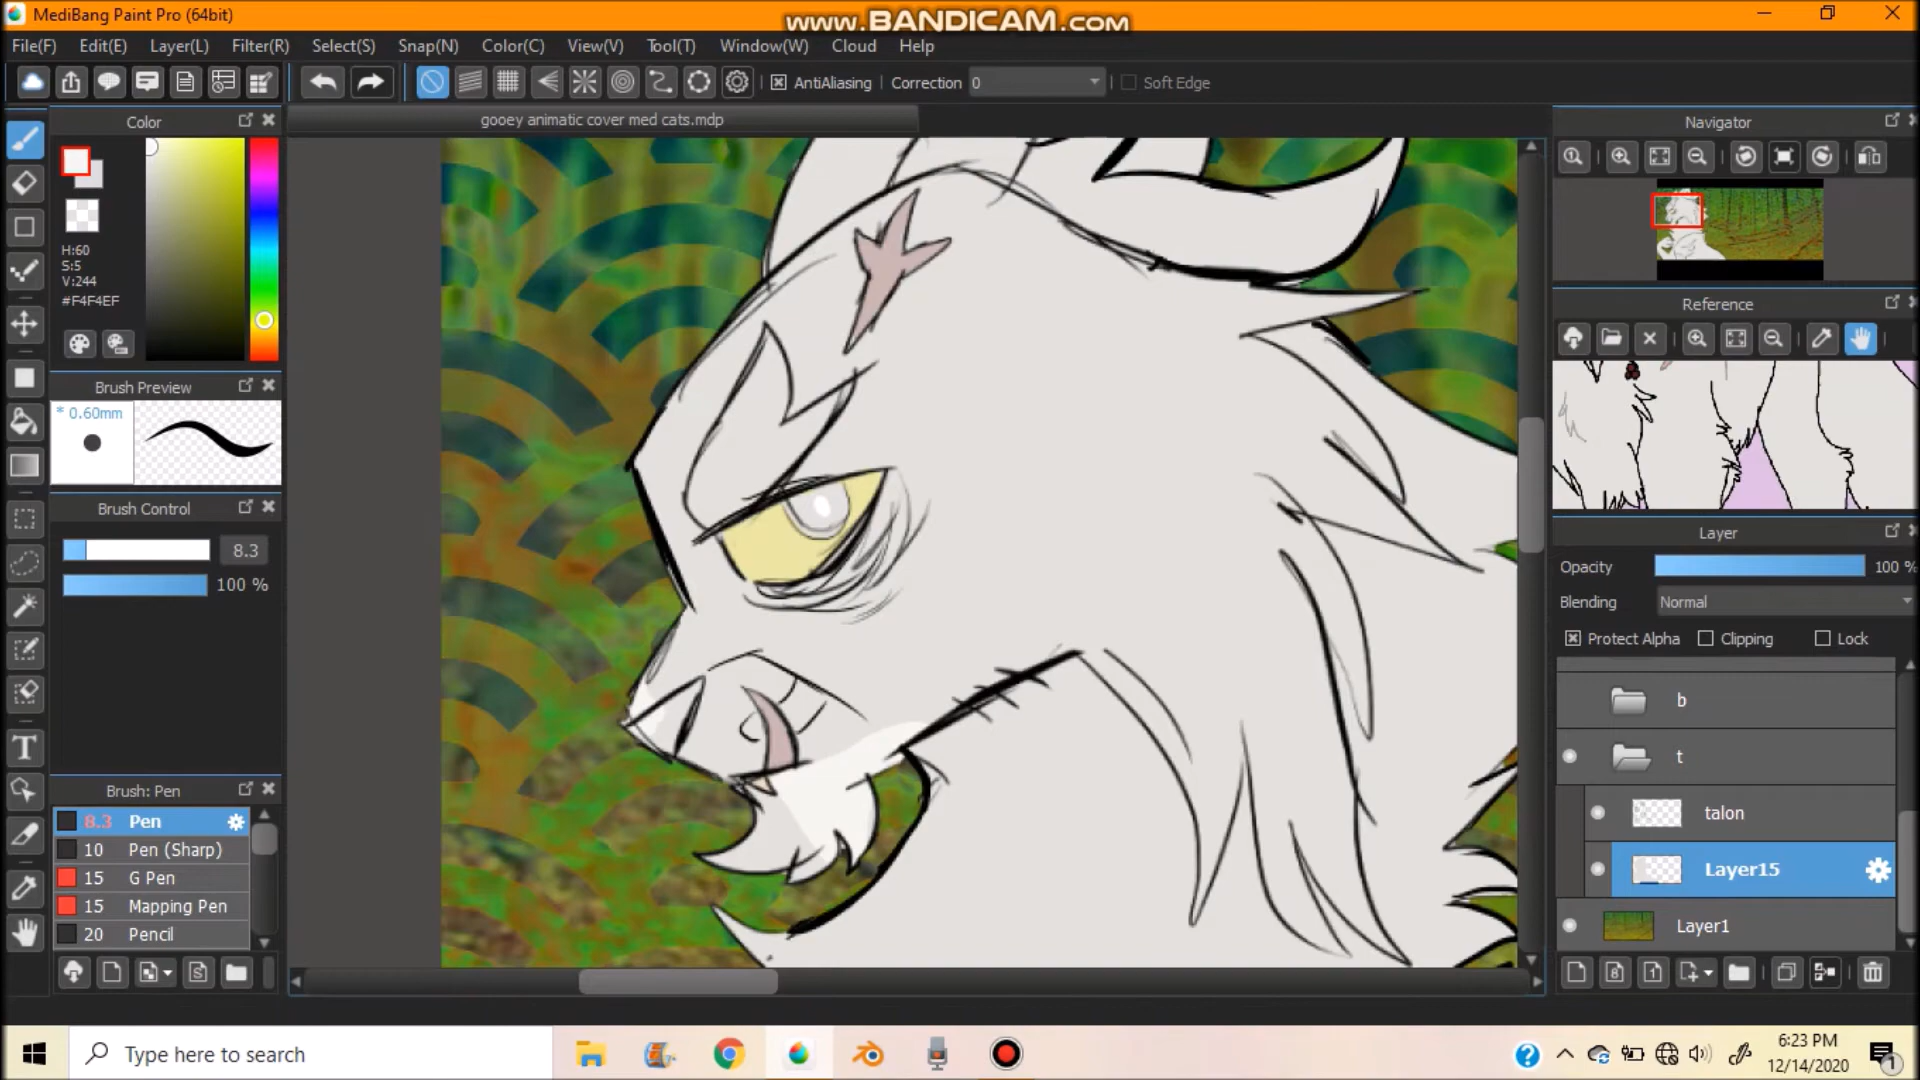 MediBang Paint Pro (64bit)
www.BANDICAM.com
File(F) Edit(E) Layer(L) Filter(R) Select(S) Snap(N) Color(C) View(V) Tool(T) Window(W) Cloud Help
AntiAliasing Correction 0 Soft Edge
Color
gooey animatic cover med cats.mdp
Navigator
H:60
S:5
V:244
#F4F4EF
Reference
Brush Preview
* 0.60mm
Brush Control
8.3
100 %
Layer
Opacity 100 %
Blending Normal
Protect Alpha Clipping Lock
b
t
talon
Layer15
Layer1
Brush: Pen
8.3 Pen
10 Pen (Sharp)
15 G Pen
15 Mapping Pen
20 Pencil
Type here to search
6:23 PM
12/14/2020
1